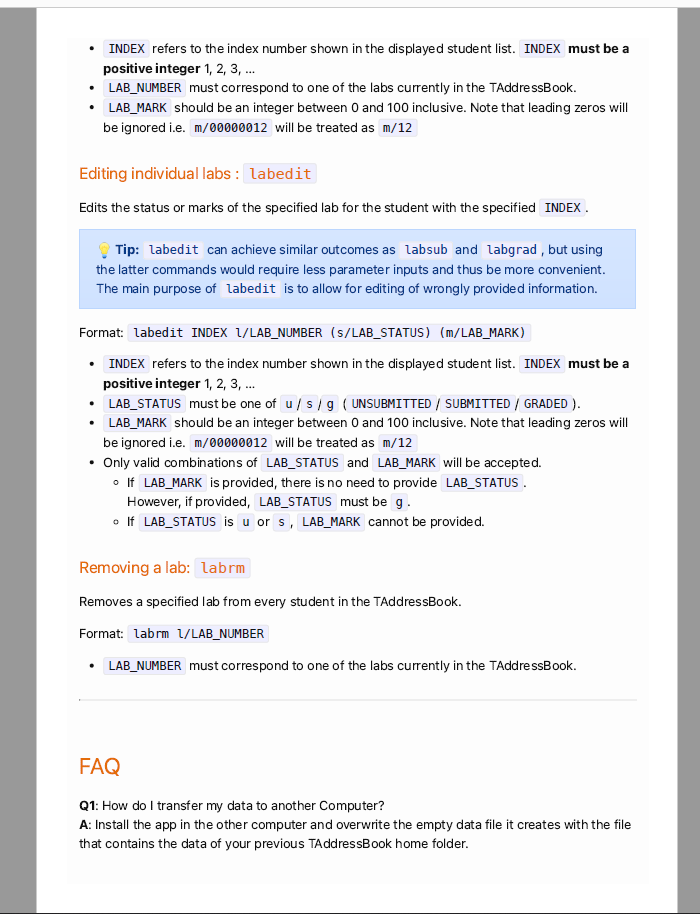 • INDEX refers to the index number shown in the displayed student list. INDEX must be a
positive integer 1, 2, 3, ...
• LAB_NUMBER must correspond to one of the labs currently in the TAddressBook.
• LAB_MARK should be an integer between 0 and 100 inclusive. Note that leading zeros will
be ignored i.e. m/00000012 will be treated as m/12
Editing individual labs : labedit
Edits the status or marks of the specified lab for the student with the specified INDEX.
💡 Tip: labedit can achieve similar outcomes as labsub and labgrad, but using
the latter commands would require less parameter inputs and thus be more convenient.
The main purpose of labedit is to allow for editing of wrongly provided information.
Format: labedit INDEX l/LAB_NUMBER (s/LAB_STATUS) (m/LAB_MARK)
• INDEX refers to the index number shown in the displayed student list. INDEX must be a
positive integer 1, 2, 3, ...
• LAB_STATUS must be one of u/s/g (UNSUBMITTED/SUBMITTED/GRADED).
• LAB_MARK should be an integer between 0 and 100 inclusive. Note that leading zeros will
be ignored i.e. m/00000012 will be treated as m/12
• Only valid combinations of LAB_STATUS and LAB_MARK will be accepted.
◦ If LAB_MARK is provided, there is no need to provide LAB_STATUS.
However, if provided, LAB_STATUS must be g.
◦ If LAB_STATUS is u or s, LAB_MARK cannot be provided.
Removing a lab: labrm
Removes a specified lab from every student in the TAddressBook.
Format: labrm l/LAB_NUMBER
• LAB_NUMBER must correspond to one of the labs currently in the TAddressBook.
FAQ
Q1: How do I transfer my data to another Computer?
A: Install the app in the other computer and overwrite the empty data file it creates with the file
that contains the data of your previous TAddressBook home folder.